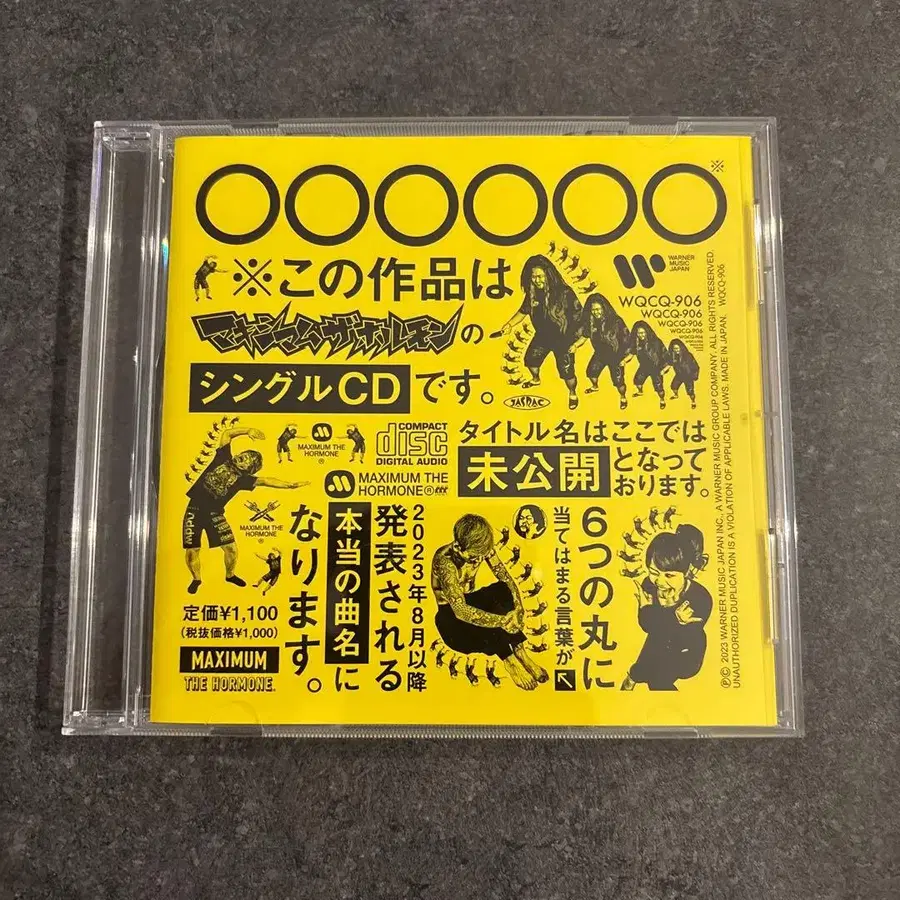 ○○○○○○※
※この作品は
マキシマムザホルモンの
シングルCDです。
WARNER
MUSIC
JAPAN
WQCQ-906
WQCQ-906
WQCQ-906
WQCQ-906
WQCQ-906
JASRAC
タイトル名はここでは
未公開となって
おります。
MAXIMUM THE
HORMONE
®
COMPACT
disc
DIGITAL AUDIO
MAXIMUM THE
HORMONE®
MAXIMUM THE
HORMONE
®
6つの丸に
当てはまる言葉が↖
2023年8月以降
発表される
本当の曲名に
なります。
定価¥1,100
(税抜価格¥1,000)
MAXIMUM
THE HORMONE.
Ⓟ© 2023 WARNER MUSIC JAPAN INC., A WARNER MUSIC GROUP COMPANY. ALL RIGHTS RESERVED.
UNAUTHORIZED DUPLICATION IS A VIOLATION OF APPLICABLE LAWS. MADE IN JAPAN. WQCQ-906